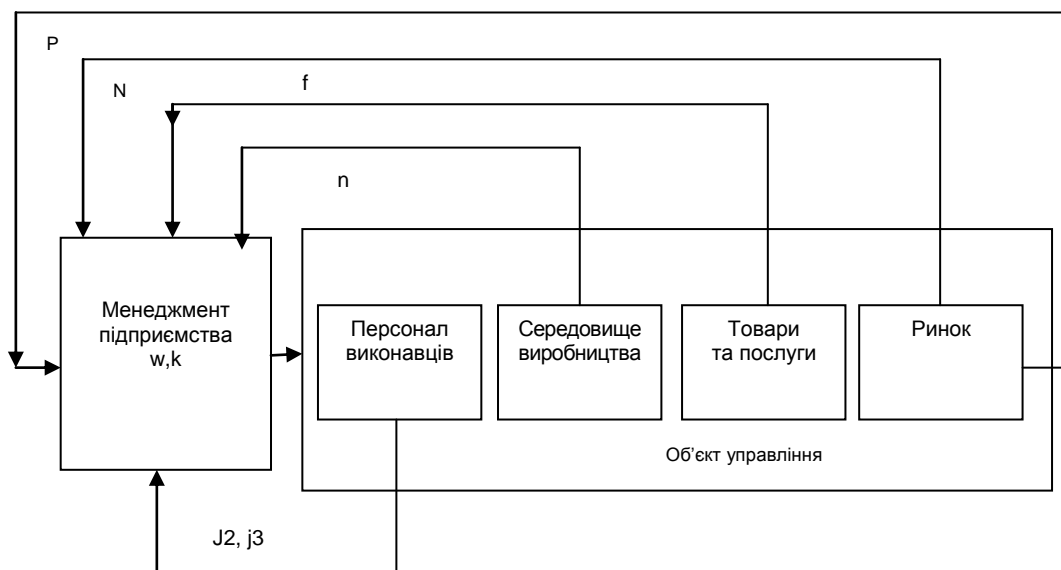 P
N
f
n
Менеджмент
підприємства
w,k
Персонал
виконавців
Середовище
виробництва
Товари
та послуги
Ринок
Об’єкт управління
J2, j3